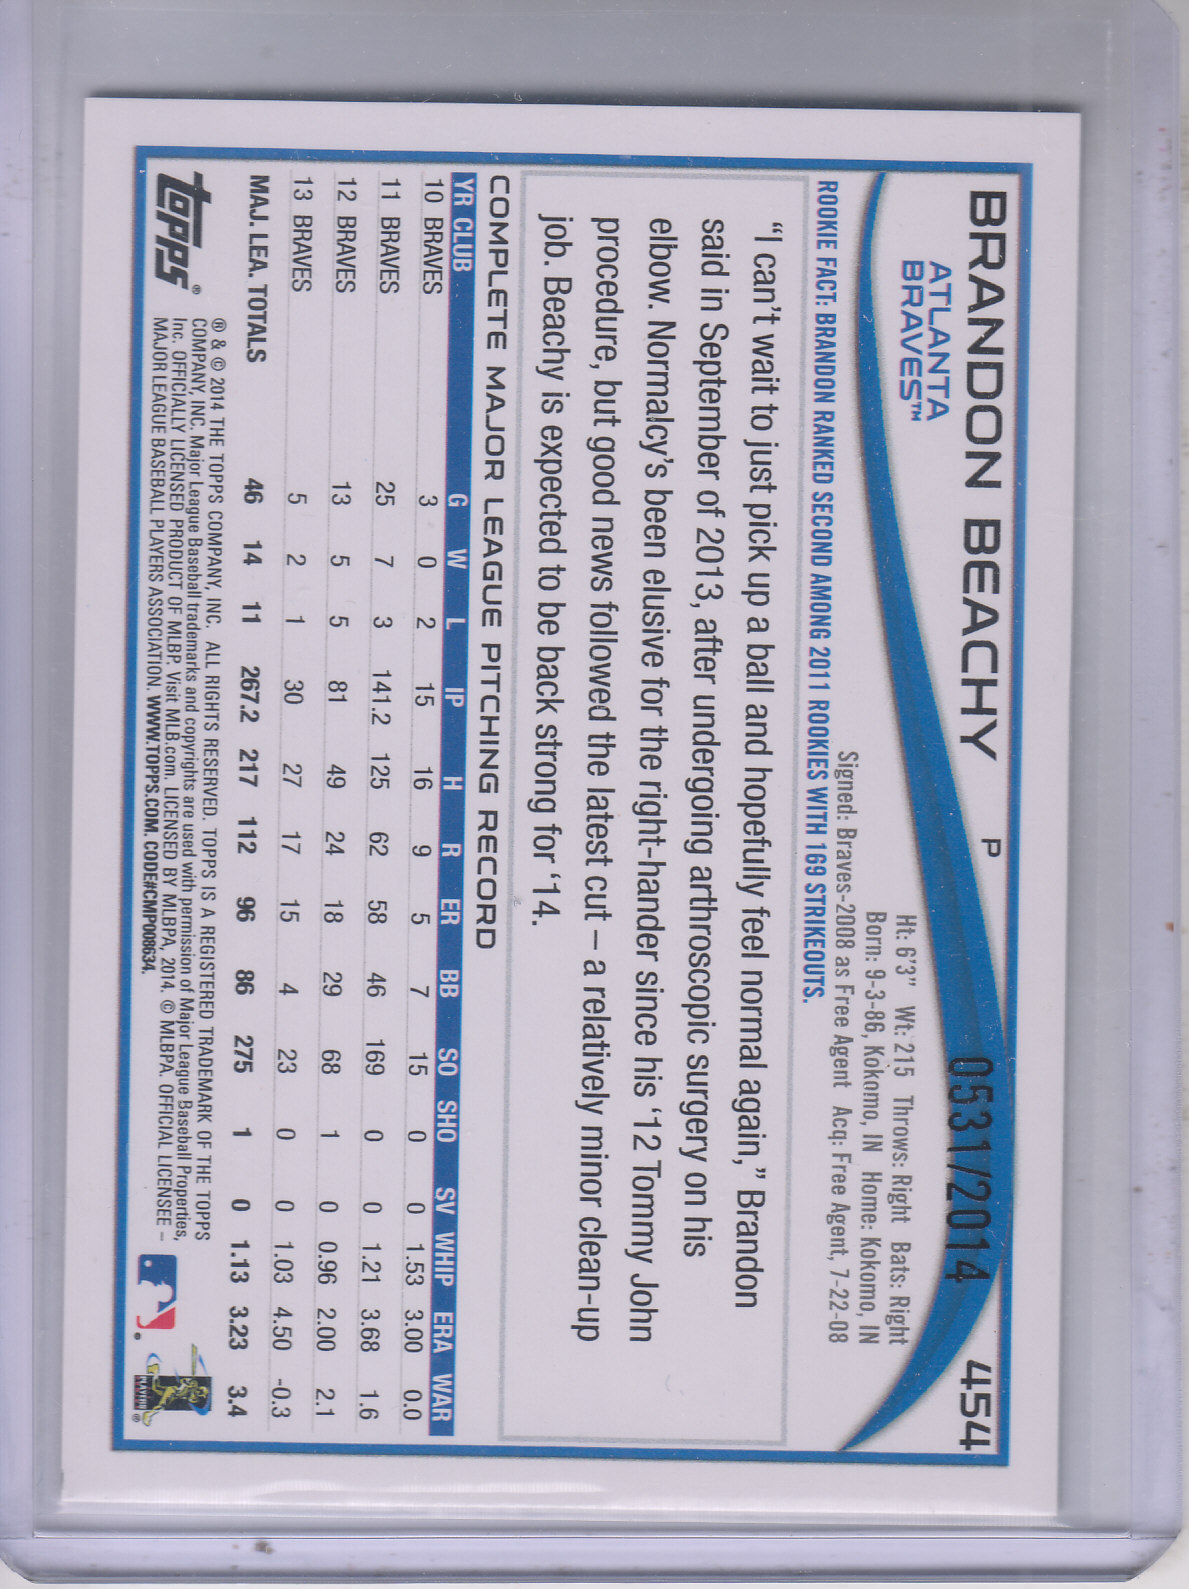 BRANDON BEACHY P 454
ATLANTA
BRAVES™
0531/2014
Ht: 6'3" Wt: 215 Throws: Right Bats: Right
Born: 9-3-86, Kokomo, IN Home: Kokomo, IN
Signed: Braves-2008 as Free Agent Acq: Free Agent, 7-22-08
ROOKIE FACT: BRANDON RANKED SECOND AMONG 2011 ROOKIES WITH 169 STRIKEOUTS.
“I can’t wait to just pick up a ball and hopefully feel normal again,” Brandon
said in September of 2013, after undergoing arthroscopic surgery on his
elbow. Normalcy’s been elusive for the right-hander since his ‘12 Tommy John
procedure, but good news followed the latest cut – a relatively minor clean-up
job. Beachy is expected to be back strong for ‘14.
COMPLETE MAJOR LEAGUE PITCHING RECORD
YR CLUB G W L IP H R ER BB SO SHO SV WHIP ERA WAR
10 BRAVES 3 0 2 15 16 9 5 7 15 0 0 1.53 3.00 0.0
11 BRAVES 25 7 3 141.2 125 62 58 46 169 0 0 1.21 3.68 1.6
12 BRAVES 13 5 5 81 49 24 18 29 68 1 0 0.96 2.00 2.1
13 BRAVES 5 2 1 30 27 17 15 4 23 0 0 1.03 4.50 -0.3
MAJ. LEA. TOTALS 46 14 11 267.2 217 112 96 86 275 1 0 1.13 3.23 3.4
topps®
® & © 2014 THE TOPPS COMPANY, INC. ALL RIGHTS RESERVED. TOPPS IS A REGISTERED TRADEMARK OF THE TOPPS
COMPANY, INC. Major League Baseball trademarks and copyrights are used with permission of Major League Baseball Properties,
Inc. OFFICIALLY LICENSED PRODUCT OF MLBP. Visit MLB.com. LICENSED BY MLBPA, 2014. © MLBPA, OFFICIAL LICENSEE –
MAJOR LEAGUE BASEBALL PLAYERS ASSOCIATION. WWW.TOPPS.COM. CODE#CMP008634.